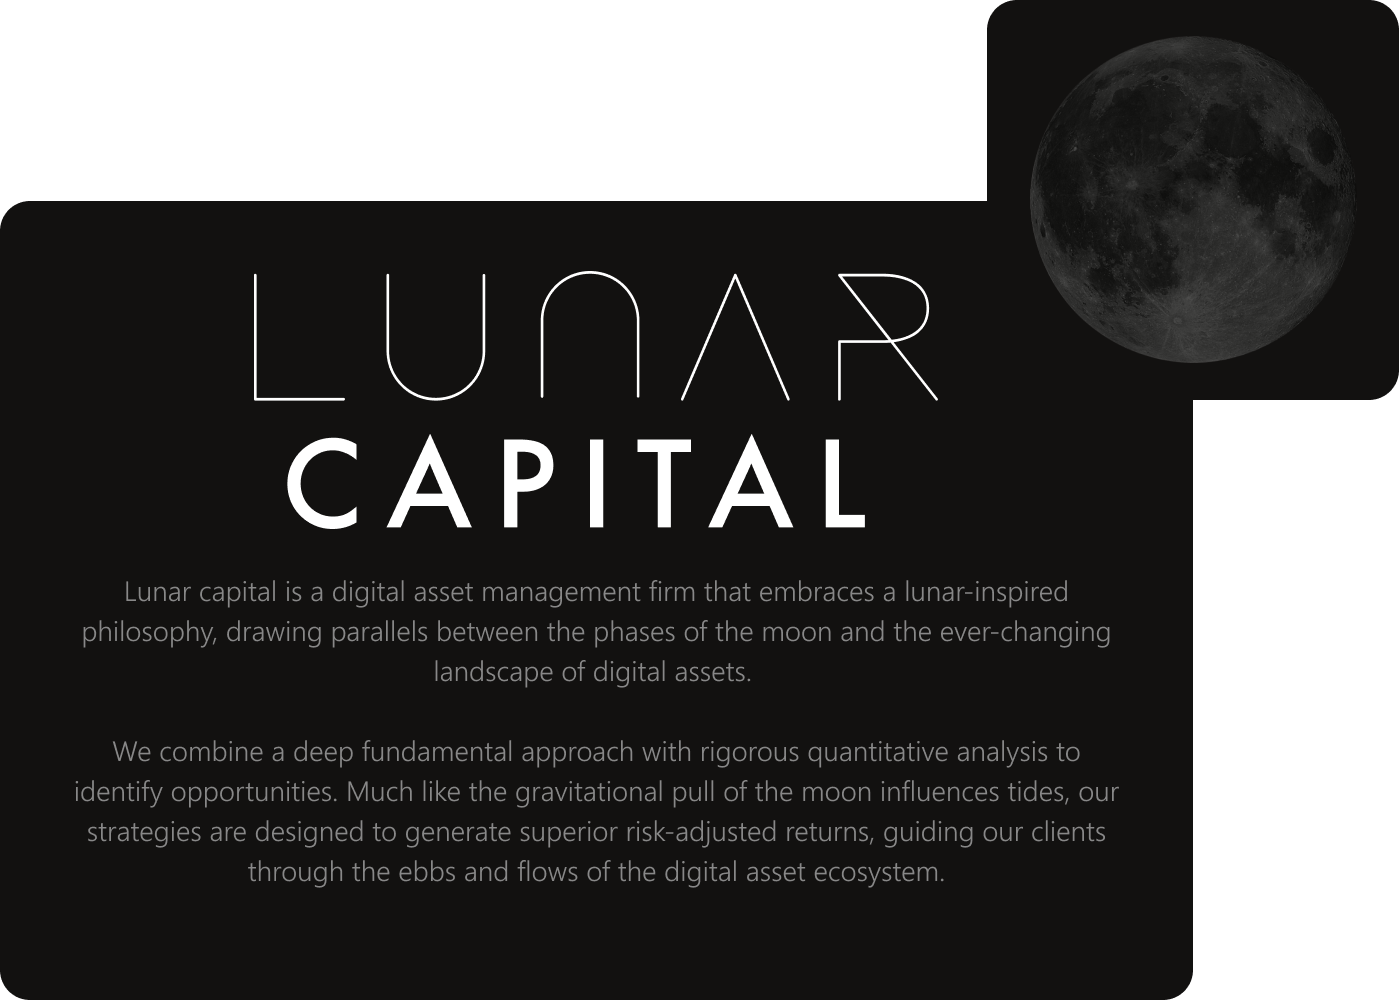 LUNAR
CAPITAL
Lunar capital is a digital asset management firm that embraces a lunar-inspired
philosophy, drawing parallels between the phases of the moon and the ever-changing
landscape of digital assets.
We combine a deep fundamental approach with rigorous quantitative analysis to
identify opportunities. Much like the gravitational pull of the moon influences tides, our
strategies are designed to generate superior risk-adjusted returns, guiding our clients
through the ebbs and flows of the digital asset ecosystem.